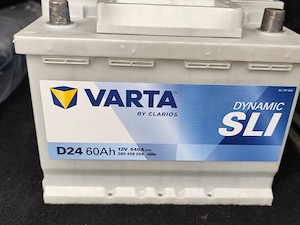 VARTA
BY CLARIOS
DYNAMIC
SLI
D24 60Ah
12V 540A